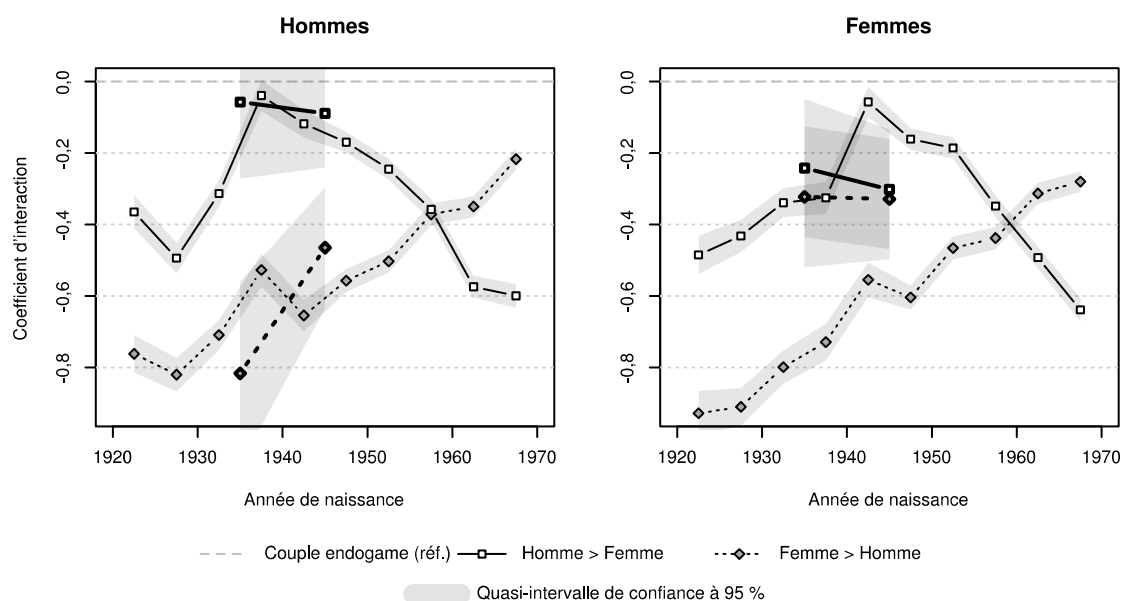 Hommes
Femmes
Coefficient d'interaction
0,0
-0,2
-0,4
-0,6
-0,8
0,0
-0,2
-0,4
-0,6
-0,8
1920 1930 1940 1950 1960 1970
1920 1930 1940 1950 1960 1970
Année de naissance
Année de naissance
Couple endogame (réf.) Homme > Femme Femme > Homme
Quasi-intervalle de confiance à 95 %